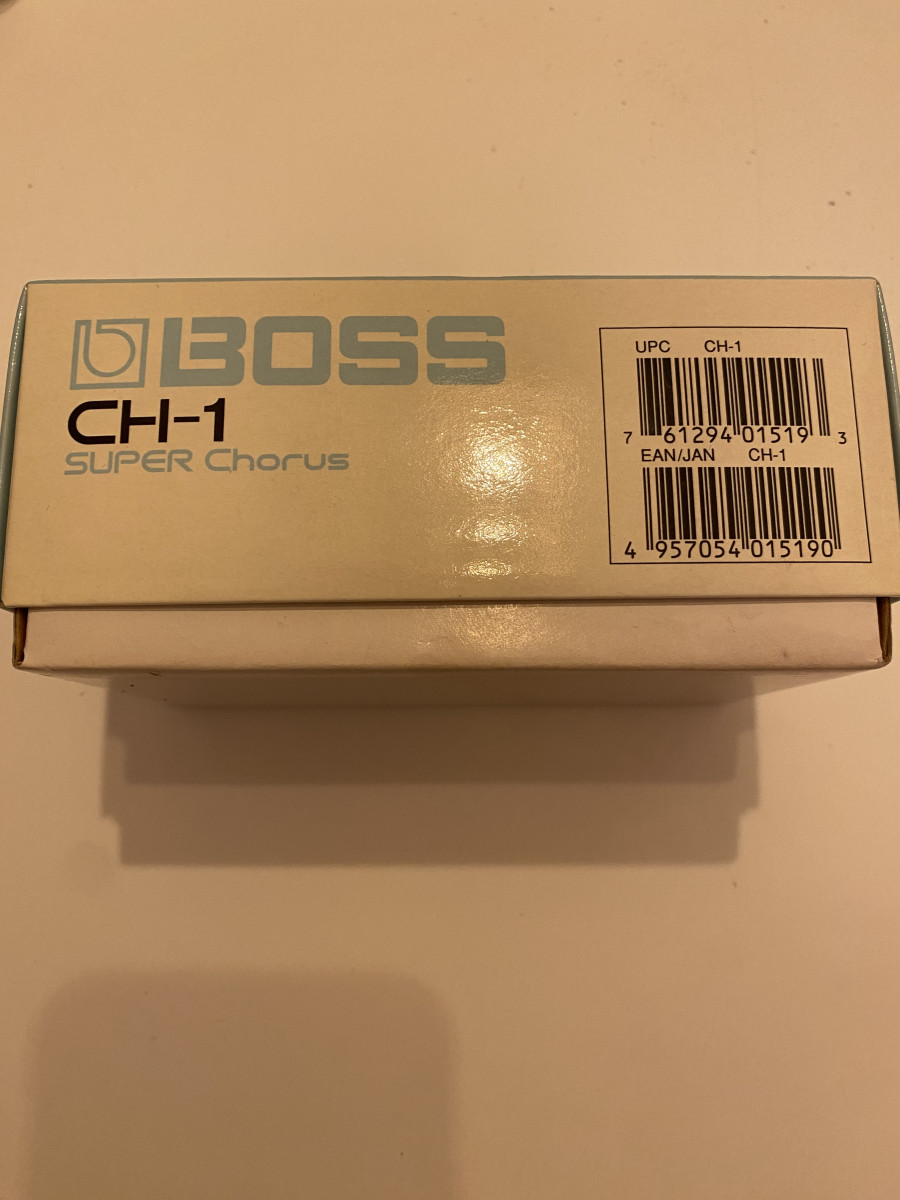 BOSS
CH-1
SUPER Chorus
UPC CH-1
7 61294 01519 3
EAN/JAN CH-1
4 957054 015190